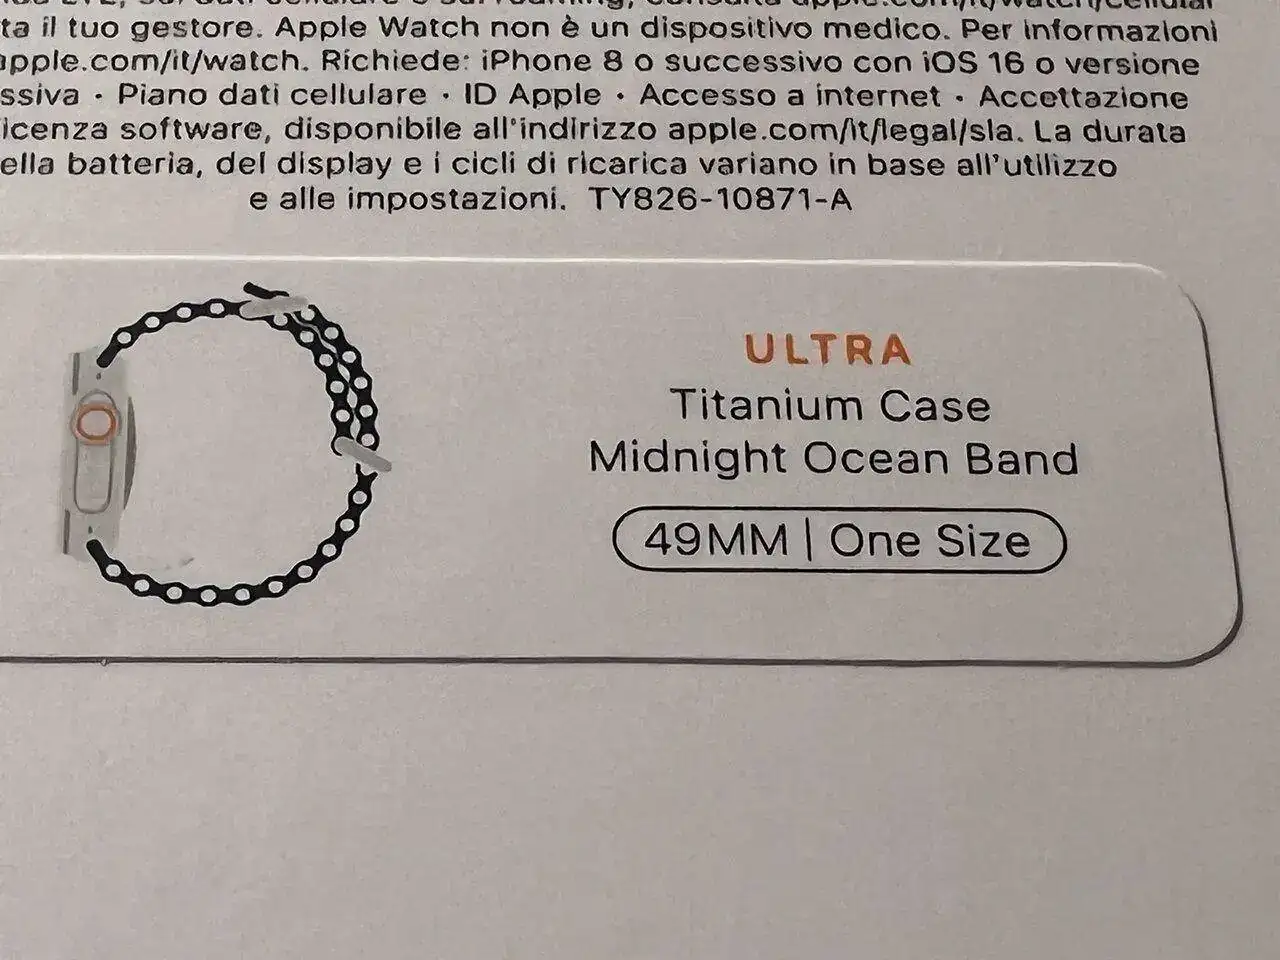 ta il tuo gestore. Apple Watch non è un dispositivo medico. Per informazioni
apple.com/it/watch. Richiede: iPhone 8 o successivo con iOS 16 o versione
ssiva · Piano dati cellulare · ID Apple · Accesso a internet · Accettazione
icenza software, disponibile all'indirizzo apple.com/it/legal/sla. La durata
ella batteria, del display e i cicli di ricarica variano in base all'utilizzo
e alle impostazioni. TY826-10871-A
ULTRA
Titanium Case
Midnight Ocean Band
49MM | One Size